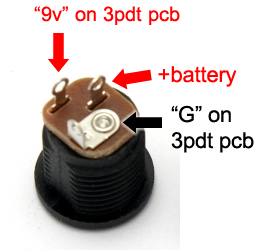 “9v” on 3pdt pcb
+battery
“G” on
3pdt pcb